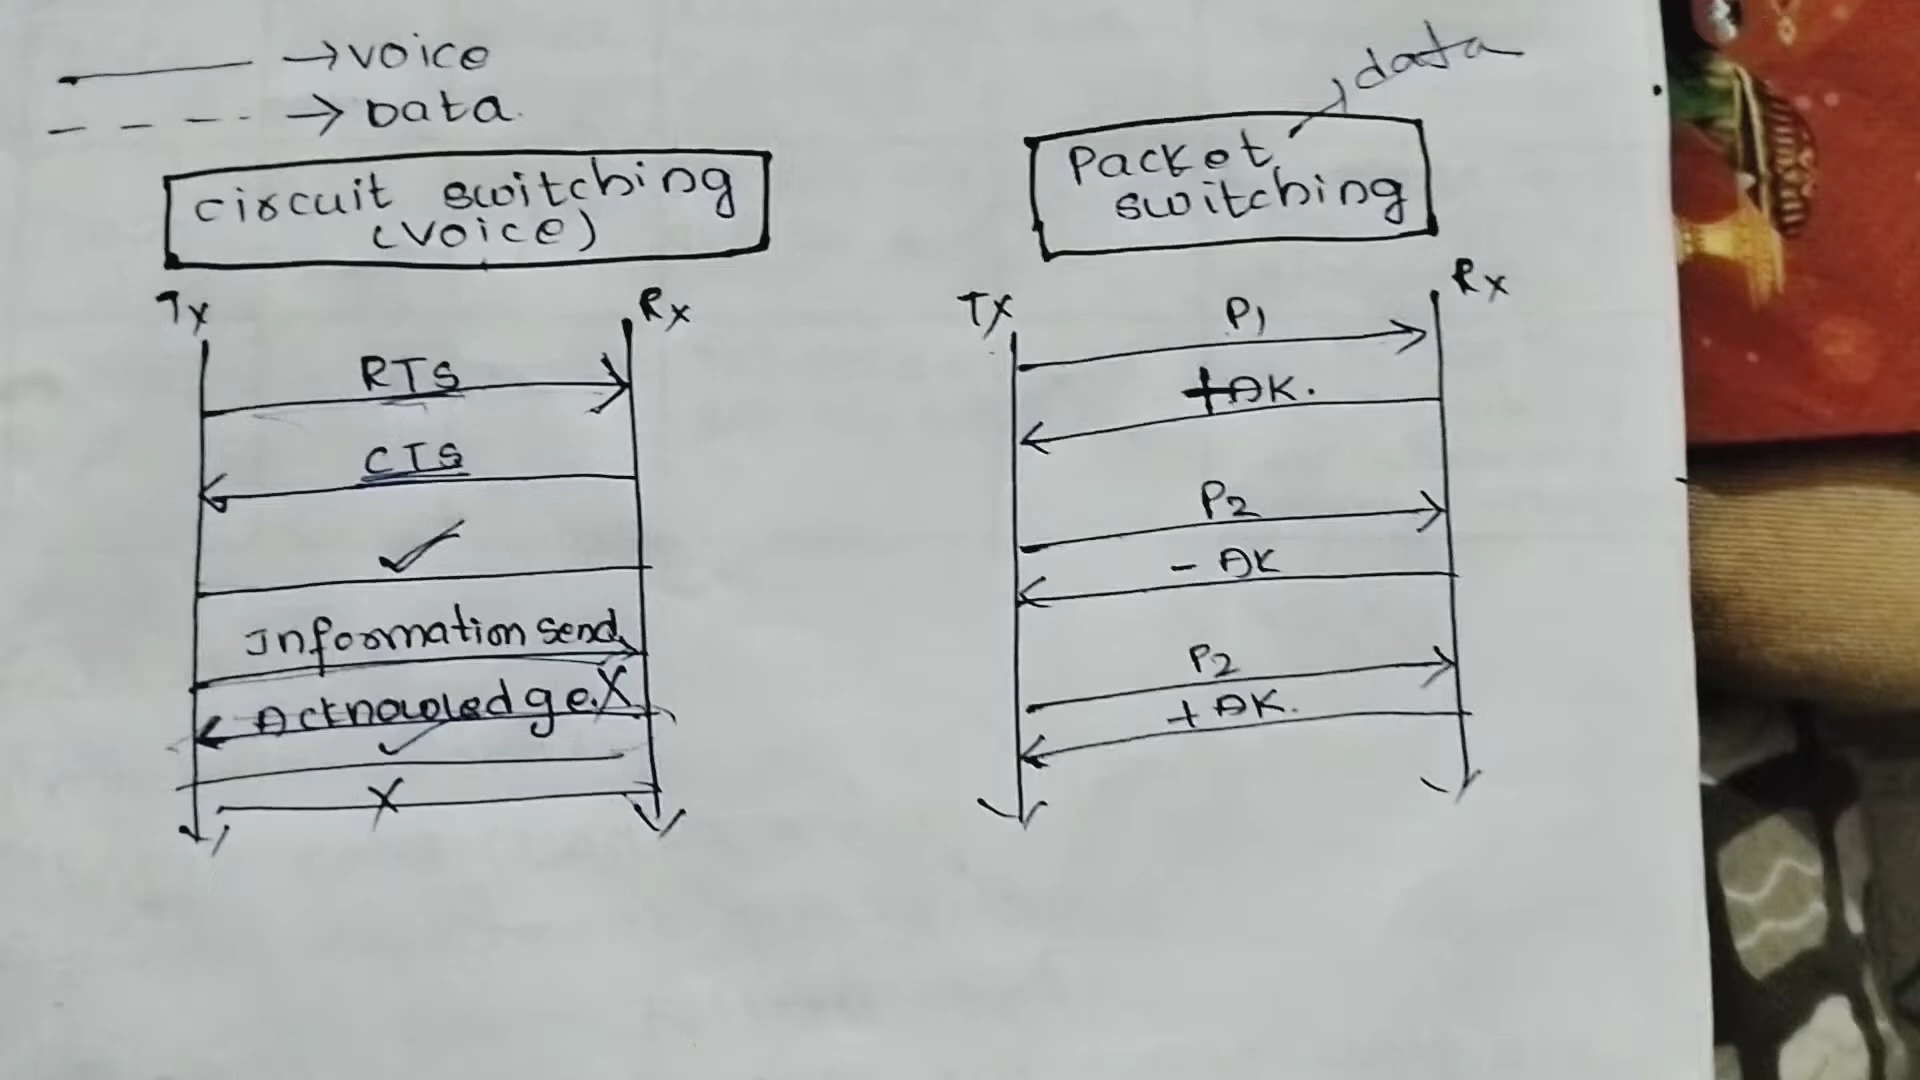 → voice
→ Data.
circuit switching
(voice)
Tx
Rx
RTS
CTS
✓
Information send
Acknowledge. X
✓
X
data
Packet
switching
Tx
Rx
P1
+AK.
P2
- AK
P2
+ AK.